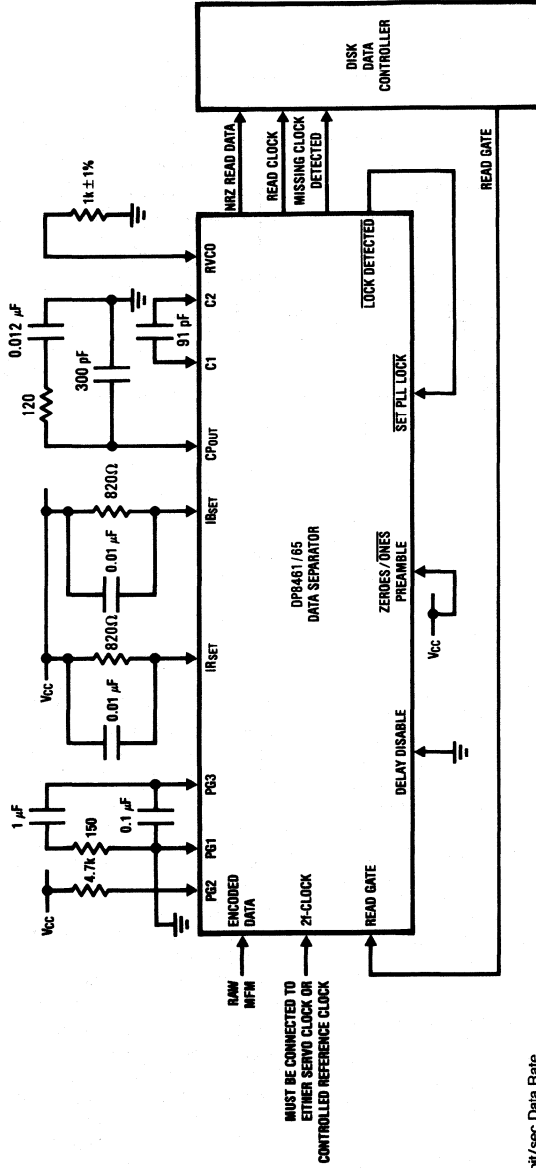 VCC
4.7k
150
1 µF
0.1 µF
PG2
PG1
PG3
VCC
0.01 µF
820Ω
IRSET
0.01 µF
820Ω
IBSET
120
0.012 µF
300 pF
CPOUT
91 pF
C1
C2
1k ± 1%
RVCO
RAW
MFM
ENCODED
DATA
MUST BE CONNECTED TO
EITHER SERVO CLOCK OR
CONTROLLED REFERENCE CLOCK
2f-CLOCK
READ GATE
DP8461/65
DATA SEPARATOR
DELAY DISABLE
ZEROES/ONES
PREAMBLE
VCC
SET PLL LOCK
LOCK DETECTED
NRZ READ DATA
READ CLOCK
MISSING CLOCK
DETECTED
READ GATE
DISK
DATA
CONTROLLER
bit/sec Data Rate